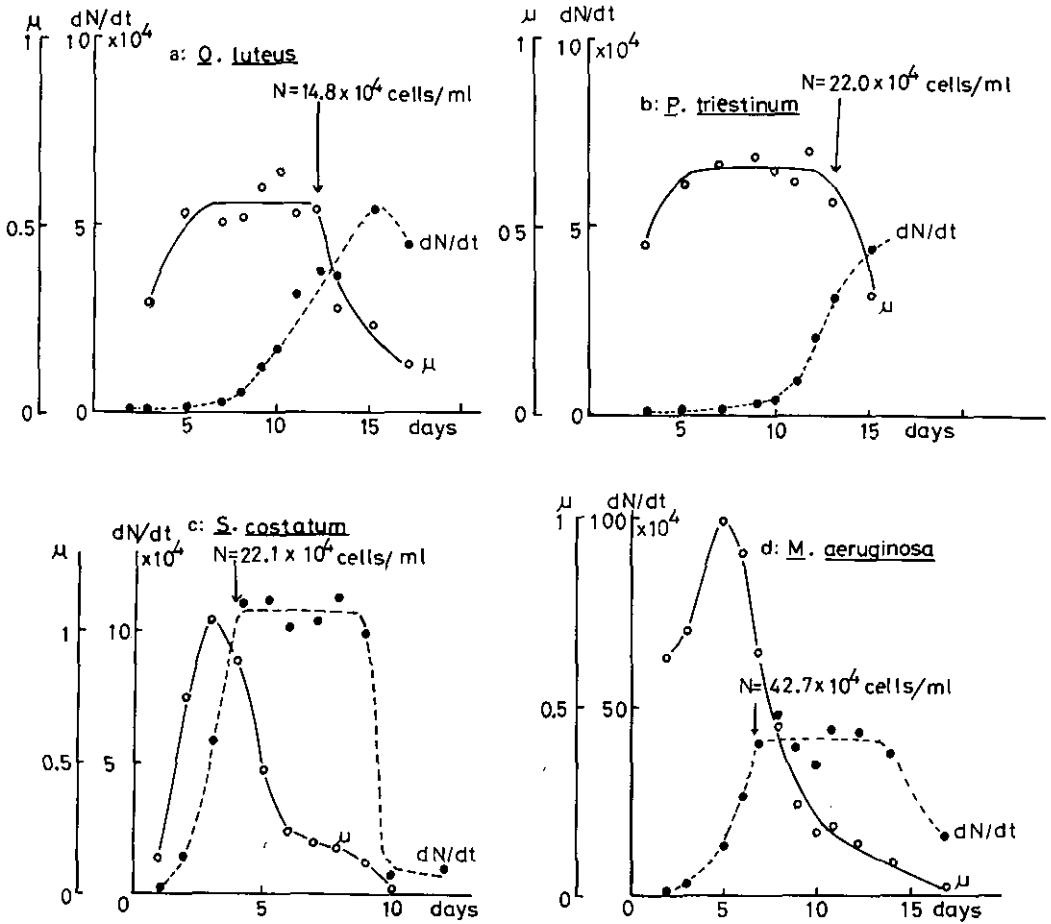 μ dN/dt
1 10 ×10⁴
a: O. luteus
N=14.8 × 10⁴ cells/ml
0.5 5
dN/dt
μ
0 0
5 10 15 days
μ dN/dt
1 10 ×10⁴
N=22.0 × 10⁴ cells/ml
b: P. triestinum
0.5 5
dN/dt
μ
0 0
5 10 15 days
μ dN/dt ×10⁴
c: S. costatum
N=22.1 × 10⁴ cells/ml
1 10
0.5 5
μ
dN/dt
0
0 5 10 days
μ dN/dt
1 100 ×10⁴
d: M. aeruginosa
N=42.7×10⁴ cells/ml
0.5 50
dN/dt
μ
0
0 5 10 15 days